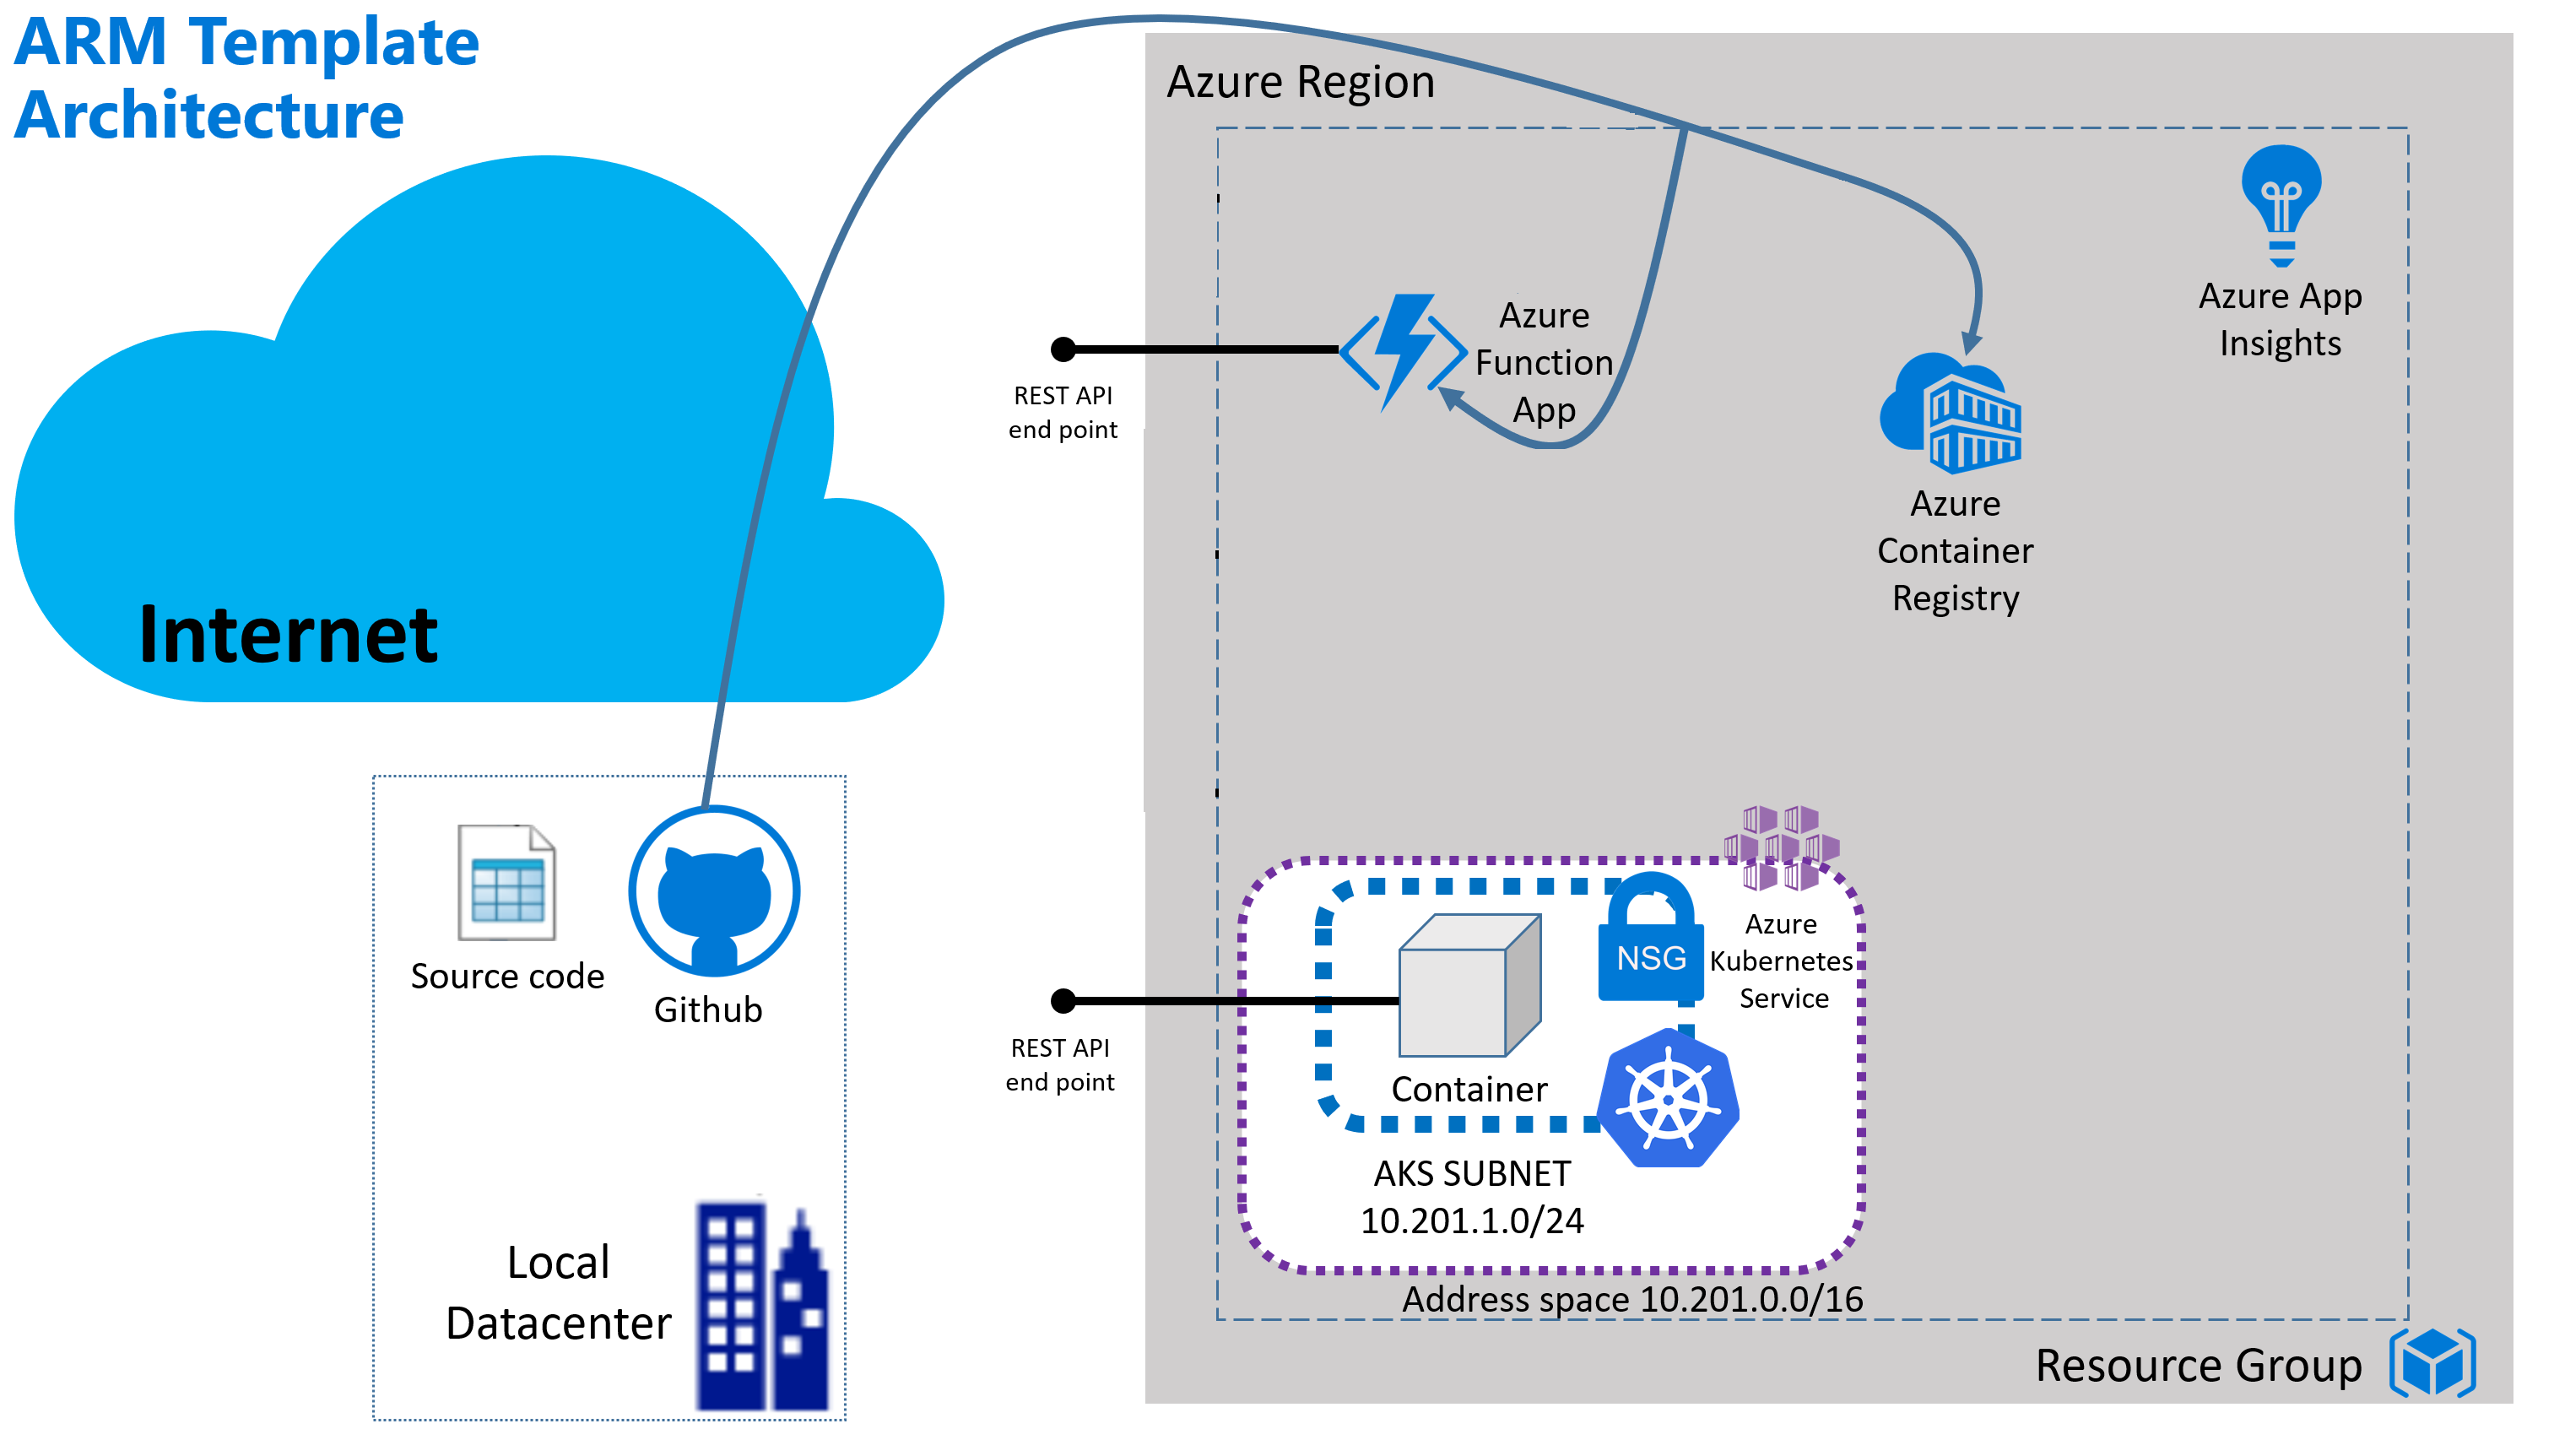 ARM Template
Architecture
Azure Region
Azure App
Insights
Azure
Function
App
REST API
end point
Azure
Container
Registry
Internet
Source code
Github
Azure
Kubernetes
Service
NSG
REST API
end point
Container
AKS SUBNET
10.201.1.0/24
Local
Datacenter
Address space 10.201.0.0/16
Resource Group